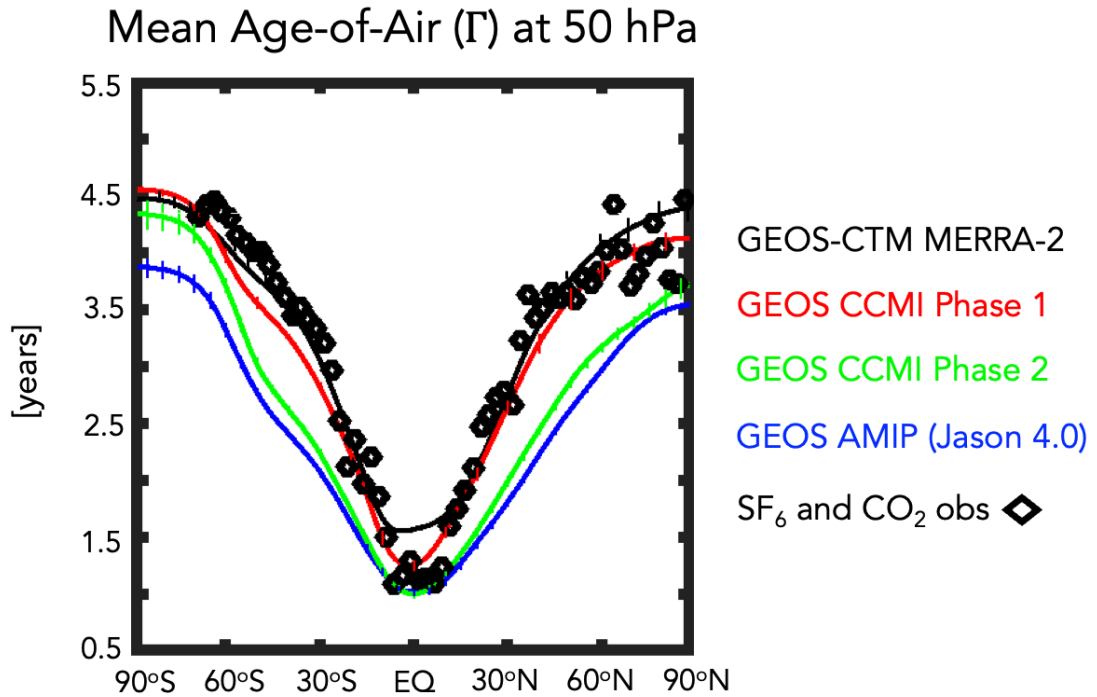 Mean Age-of-Air (Γ) at 50 hPa
5.5
4.5
3.5
2.5
1.5
0.5
[years]
90°S 60°S 30°S EQ 30°N 60°N 90°N
GEOS-CTM MERRA-2
GEOS CCMI Phase 1
GEOS CCMI Phase 2
GEOS AMIP (Jason 4.0)
SF₆ and CO₂ obs